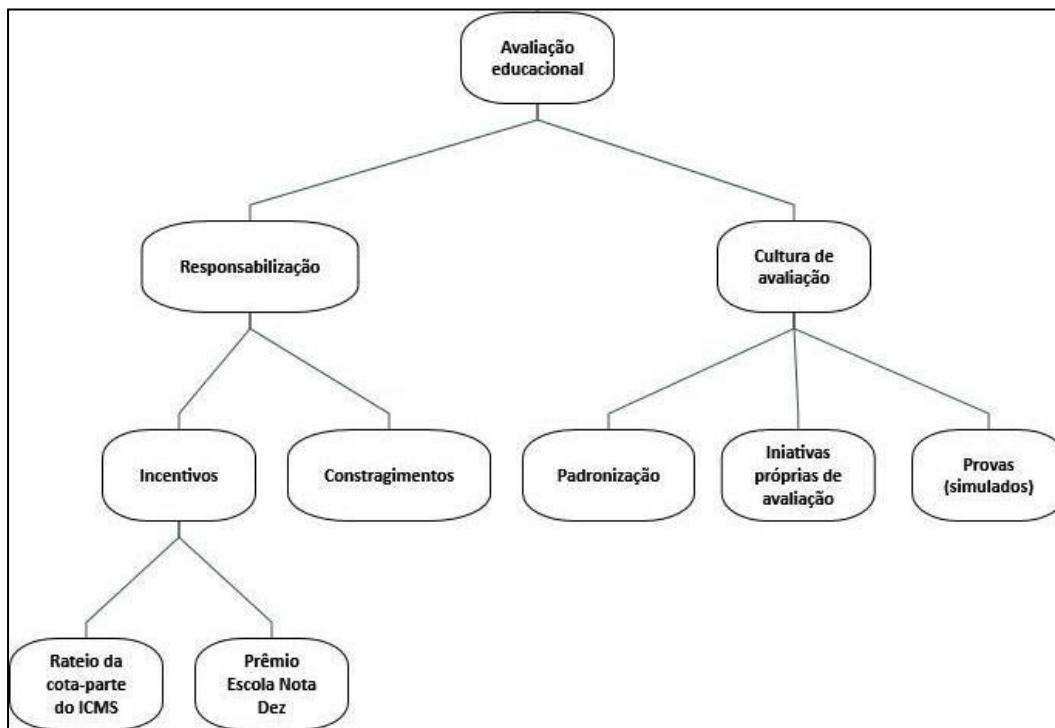 Avaliação
educacional
Responsabilização
Cultura de
avaliação
Incentivos
Constragimentos
Padronização
Iniativas
próprias de
avaliação
Provas
(simulados)
Rateio da
cota-parte
do ICMS
Prêmio
Escola Nota
Dez